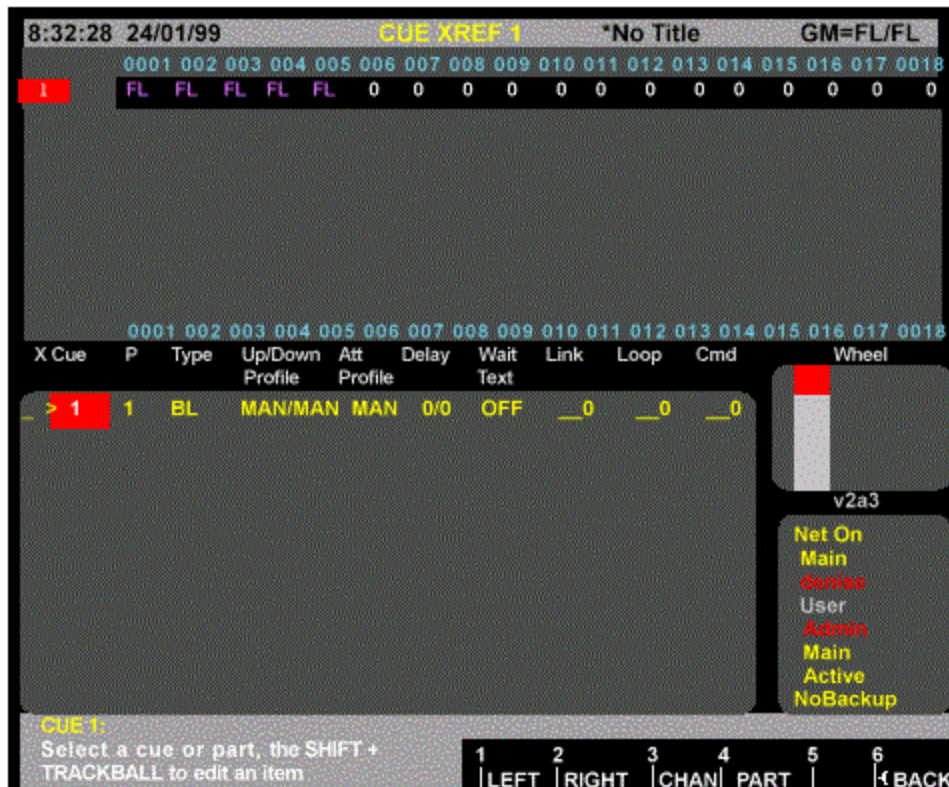 8:32:28 24/01/99 CUE XREF 1 *No Title GM=FL/FL
0001 002 003 004 005 006 007 008 009 010 011 012 013 014 015 016 017 0018
1 FL FL FL FL FL 0 0 0 0 0 0 0 0 0 0 0 0 0
0001 002 003 004 005 006 007 008 009 010 011 012 013 014 015 016 017 0018
X Cue P Type Up/Down Att Delay Wait Link Loop Cmd Wheel
Profile Profile Text
_ > 1 1 BL MAN/MAN MAN 0/0 OFF __0 __0 __0
v2a3
Net On
Main
denise
User
Admin
Main
Active
NoBackup
CUE 1:
Select a cue or part, the SHIFT +
TRACKBALL to edit an item
1 2 3 4 5 6
LEFT RIGHT CHAN PART BACK